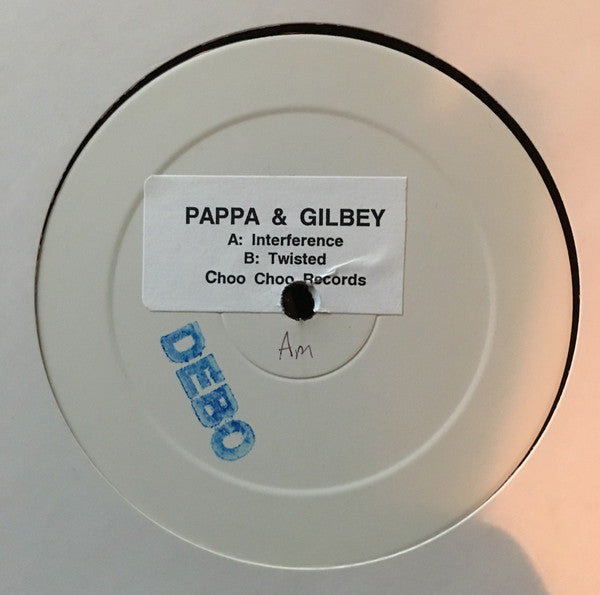 PAPPA & GILBEY
A: Interference
B: Twisted
Choo Choo Records
Am
DEBO